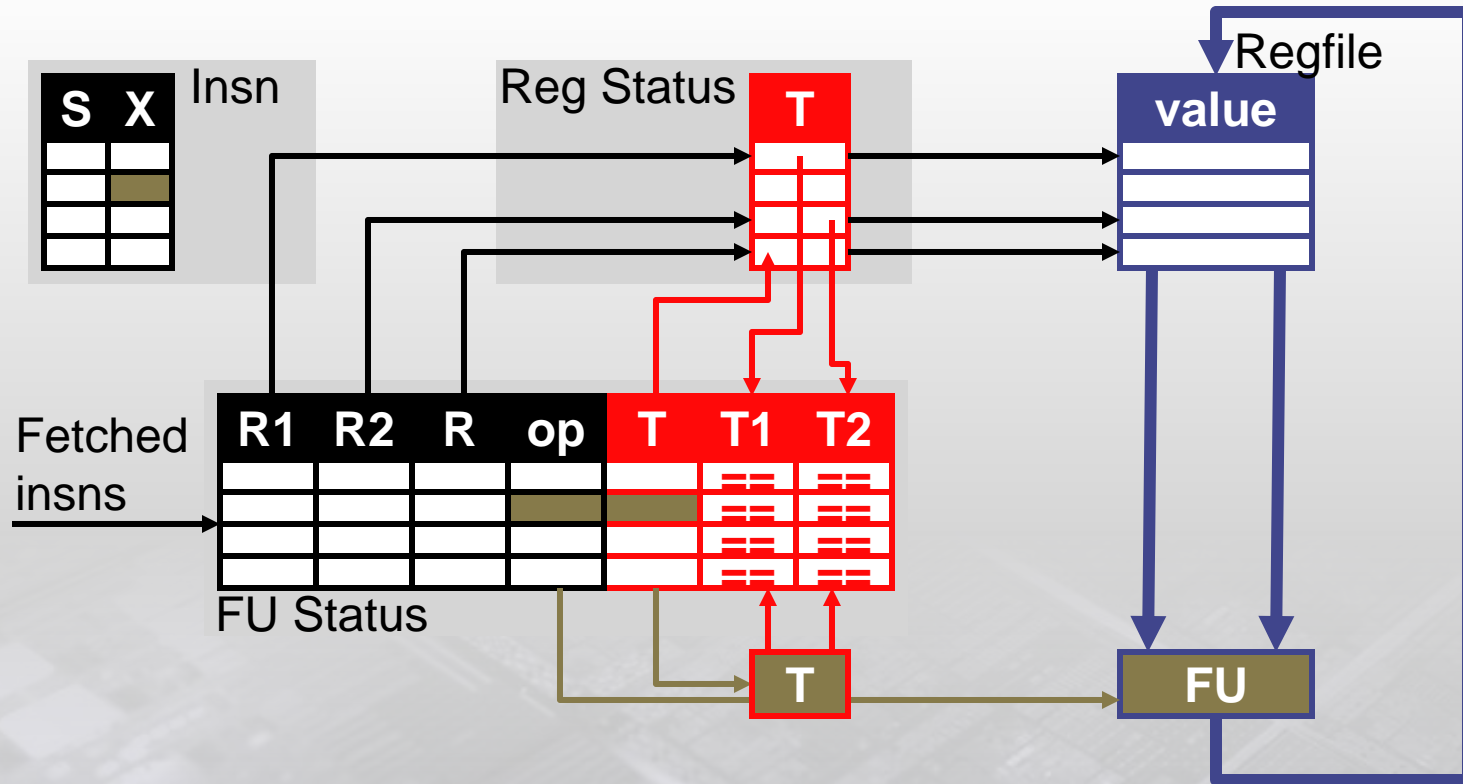 Insn
S X
Reg Status
T
Regfile
value
Fetched
insns
R1 R2 R op T T1 T2
== ==
== ==
== ==
== ==
FU Status
T
FU